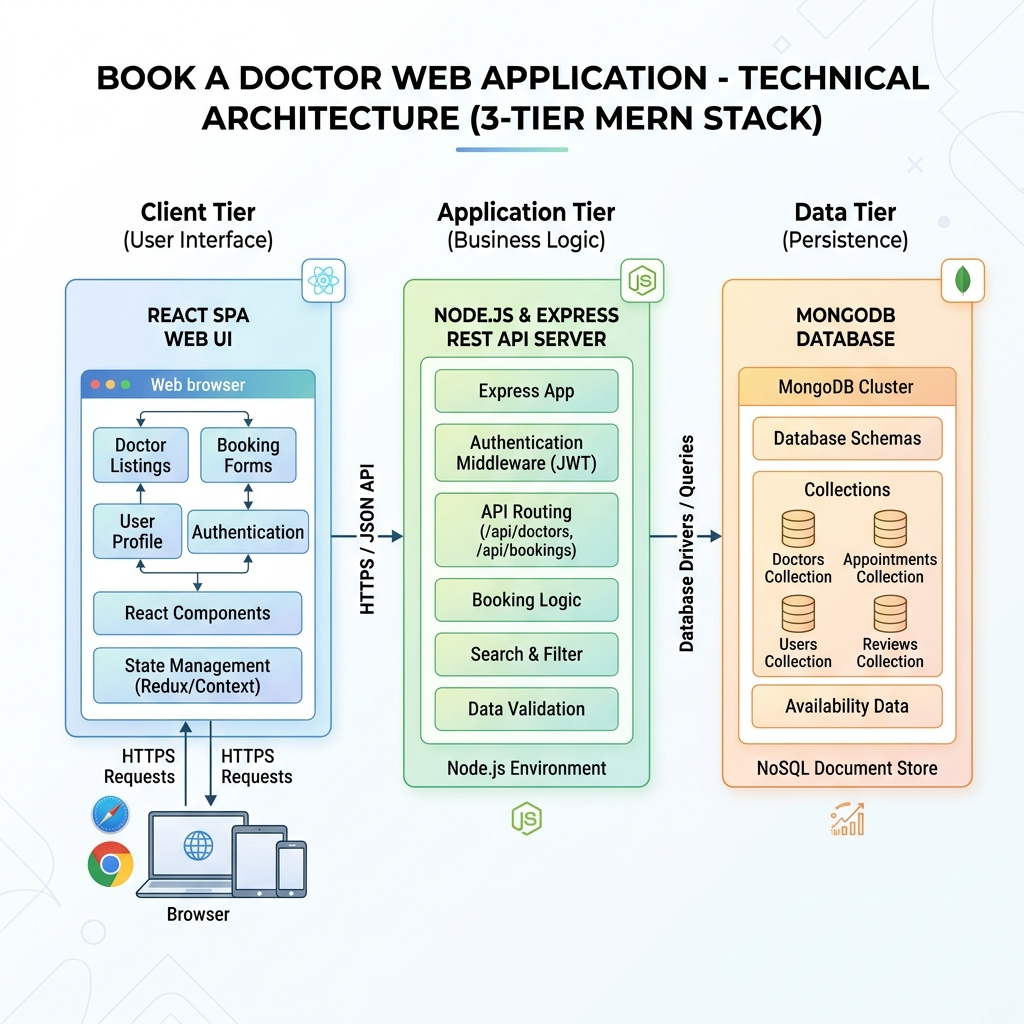 BOOK A DOCTOR WEB APPLICATION - TECHNICAL
ARCHITECTURE (3-TIER MERN STACK)
Client Tier
(User Interface)
REACT SPA
WEB UI
Web browser
Doctor
Listings
Booking
Forms
User
Profile
Authentication
React Components
State Management
(Redux/Context)
HTTPS
Requests
HTTPS
Requests
Browser
HTTPS / JSON API
Application Tier
(Business Logic)
JS
NODE.JS & EXPRESS
REST API SERVER
Express App
Authentication
Middleware (JWT)
API Routing
(/api/doctors,
/api/bookings)
Booking Logic
Search & Filter
Data Validation
Node.js Environment
JS
Database Drivers / Queries
Data Tier
(Persistence)
MONGODB
DATABASE
MongoDB Cluster
Database Schemas
Collections
Doctors
Collection
Appointments
Collection
Users
Collection
Reviews
Collection
Availability Data
NoSQL Document Store